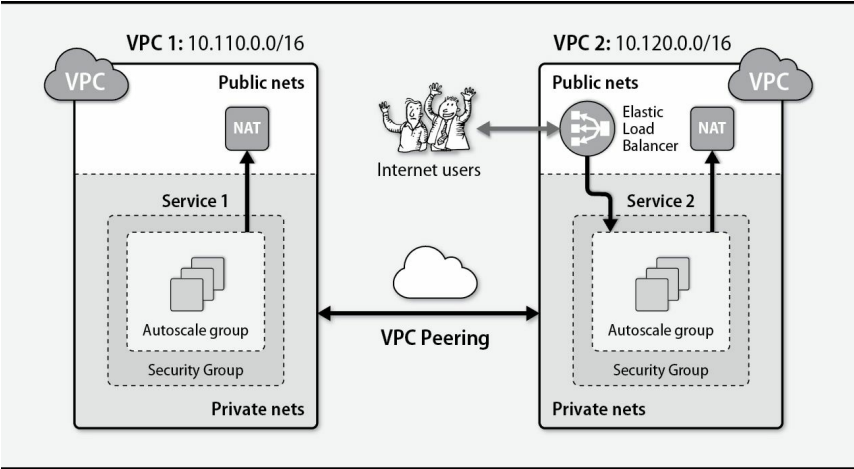 VPC 1: 10.110.0.0/16
VPC
Public nets
NAT
Service 1
Autoscale group
Security Group
Private nets
Internet users
VPC Peering
VPC 2: 10.120.0.0/16
VPC
Public nets
Elastic
Load
Balancer
NAT
Service 2
Autoscale group
Security Group
Private nets